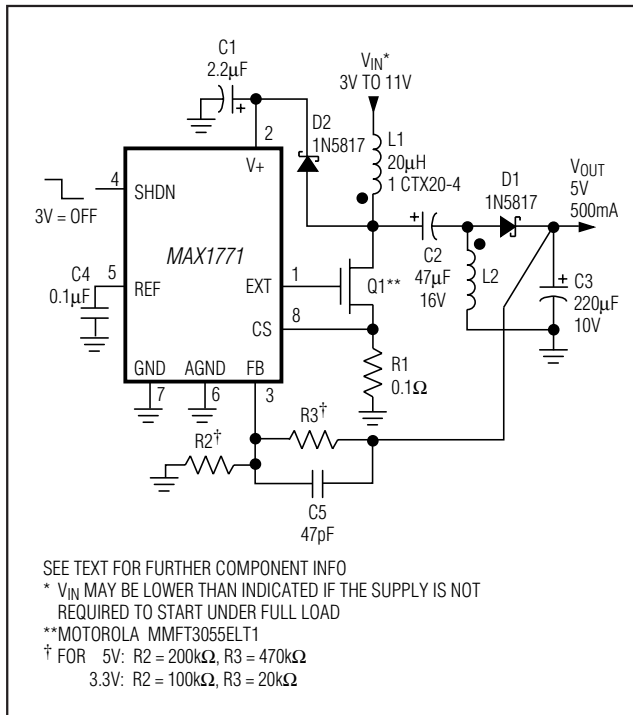 C1
2.2µF
VIN*
3V TO 11V
+
2
D2
1N5817
L1
20µH
1 CTX20-4
V+
4
SHDN
3V = OFF
MAX1771
D1
1N5817
VOUT
5V
500mA
+
C2
47µF
16V
L2
+
C3
220µF
10V
C4
0.1µF
5
REF
EXT
1
Q1**
CS
8
R1
0.1Ω
GND
AGND
FB
7
6
3
R2†
R3†
C5
47pF
SEE TEXT FOR FURTHER COMPONENT INFO
* VIN MAY BE LOWER THAN INDICATED IF THE SUPPLY IS NOT
REQUIRED TO START UNDER FULL LOAD
**MOTOROLA MMFT3055ELT1
† FOR 5V: R2 = 200kΩ, R3 = 470kΩ
3.3V: R2 = 100kΩ, R3 = 20kΩ